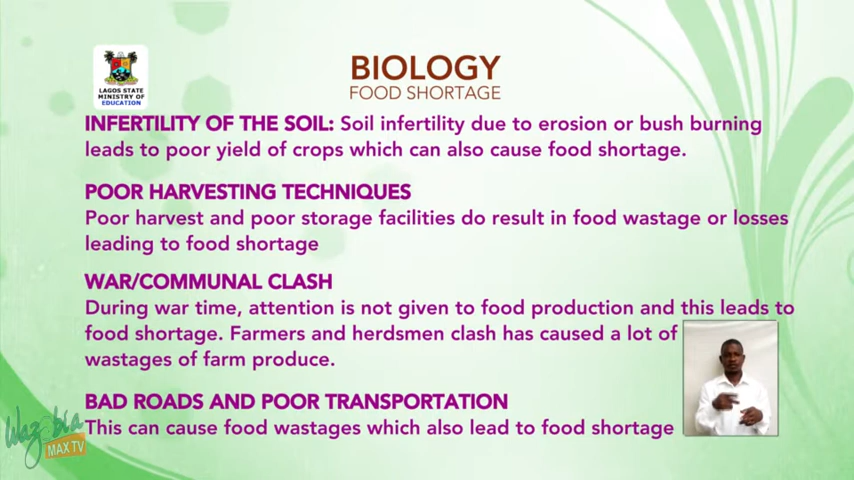 LAGOS STATE
MINISTRY OF
EDUCATION
BIOLOGY
FOOD SHORTAGE
INFERTILITY OF THE SOIL: Soil infertility due to erosion or bush burning
leads to poor yield of crops which can also cause food shortage.
POOR HARVESTING TECHNIQUES
Poor harvest and poor storage facilities do result in food wastage or losses
leading to food shortage
WAR/COMMUNAL CLASH
During war time, attention is not given to food production and this leads to
food shortage. Farmers and herdsmen clash has caused a lot of
wastages of farm produce.
BAD ROADS AND POOR TRANSPORTATION
This can cause food wastages which also lead to food shortage
Wazobia
MAX TV